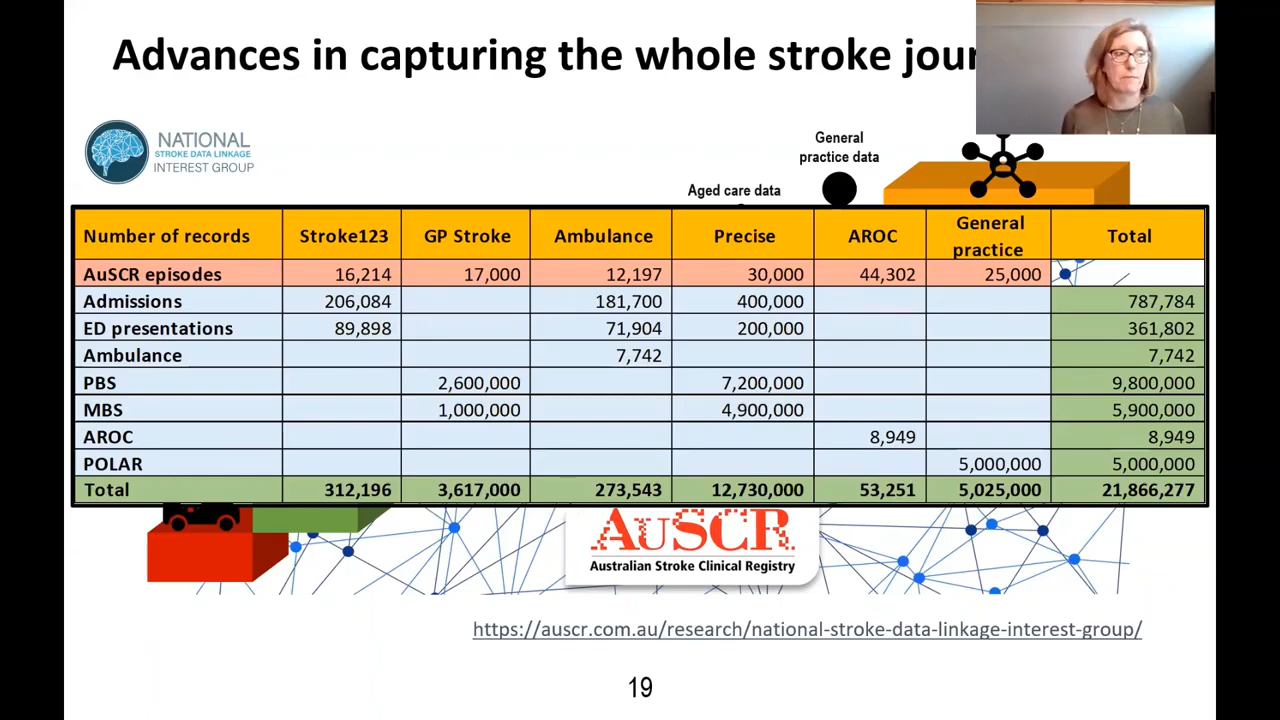 Advances in capturing the whole stroke jour
NATIONAL
STROKE DATA LINKAGE
INTEREST GROUP
General
practice data
Aged care data
Number of records Stroke123 GP Stroke Ambulance Precise AROC General practice Total
AuSCR episodes 16,214 17,000 12,197 30,000 44,302 25,000
Admissions 206,084 181,700 400,000 787,784
ED presentations 89,898 71,904 200,000 361,802
Ambulance 7,742 7,742
PBS 2,600,000 7,200,000 9,800,000
MBS 1,000,000 4,900,000 5,900,000
AROC 8,949 8,949
POLAR 5,000,000 5,000,000
Total 312,196 3,617,000 273,543 12,730,000 53,251 5,025,000 21,866,277
AuSCR
Australian Stroke Clinical Registry
https://auscr.com.au/research/national-stroke-data-linkage-interest-group/
19